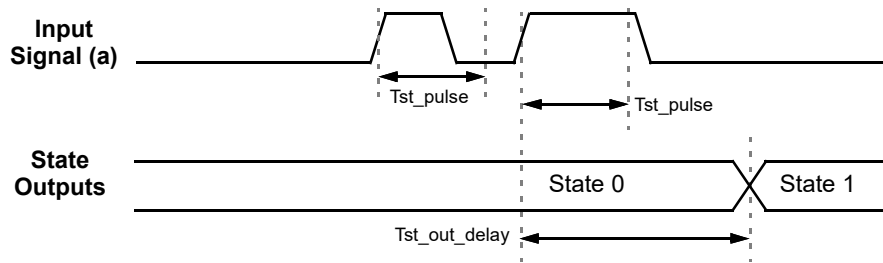 Input
Signal (a)
Tst_pulse
Tst_pulse
State
Outputs
State 0
State 1
Tst_out_delay